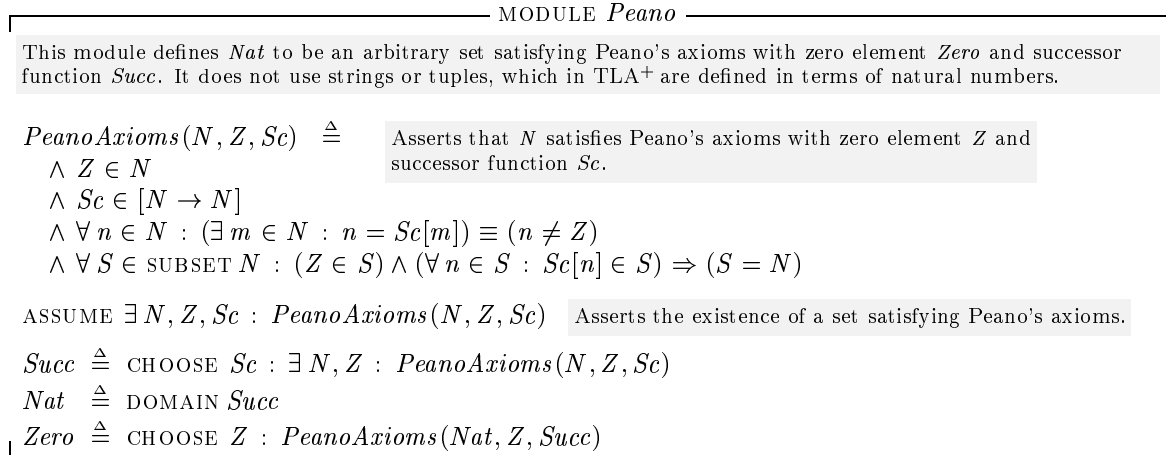 MODULE Peano
This module defines Nat to be an arbitrary set satisfying Peano's axioms with zero element Zero and successor
function Succ. It does not use strings or tuples, which in TLA⁺ are defined in terms of natural numbers.
PeanoAxioms(N, Z, Sc) ≜ Asserts that N satisfies Peano's axioms with zero element Z and
successor function Sc.
∧ Z ∈ N
∧ Sc ∈ [N → N]
∧ ∀ n ∈ N : (∃ m ∈ N : n = Sc[m]) ≡ (n ≠ Z)
∧ ∀ S ∈ SUBSET N : (Z ∈ S) ∧ (∀ n ∈ S : Sc[n] ∈ S) ⇒ (S = N)
ASSUME ∃ N, Z, Sc : PeanoAxioms(N, Z, Sc) Asserts the existence of a set satisfying Peano's axioms.
Succ ≜ CHOOSE Sc : ∃ N, Z : PeanoAxioms(N, Z, Sc)
Nat ≜ DOMAIN Succ
Zero ≜ CHOOSE Z : PeanoAxioms(Nat, Z, Succ)